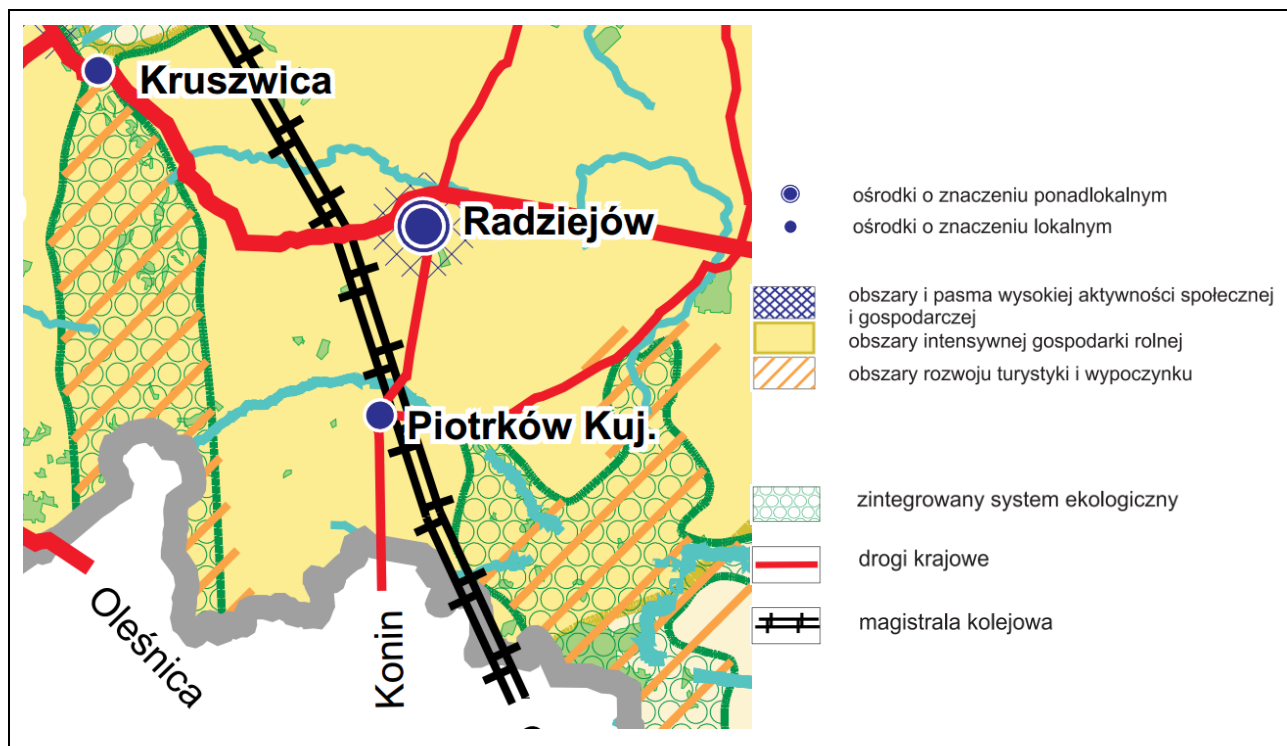 Kruszwica
Radziejów
Piotrków Kuj.
Oleśnica
Konin
ośrodki o znaczeniu ponadlokalnym
ośrodki o znaczeniu lokalnym
obszary i pasma wysokiej aktywności społecznej
i gospodarczej
obszary intensywnej gospodarki rolnej
obszary rozwoju turystyki i wypoczynku
zintegrowany system ekologiczny
drogi krajowe
magistrala kolejowa